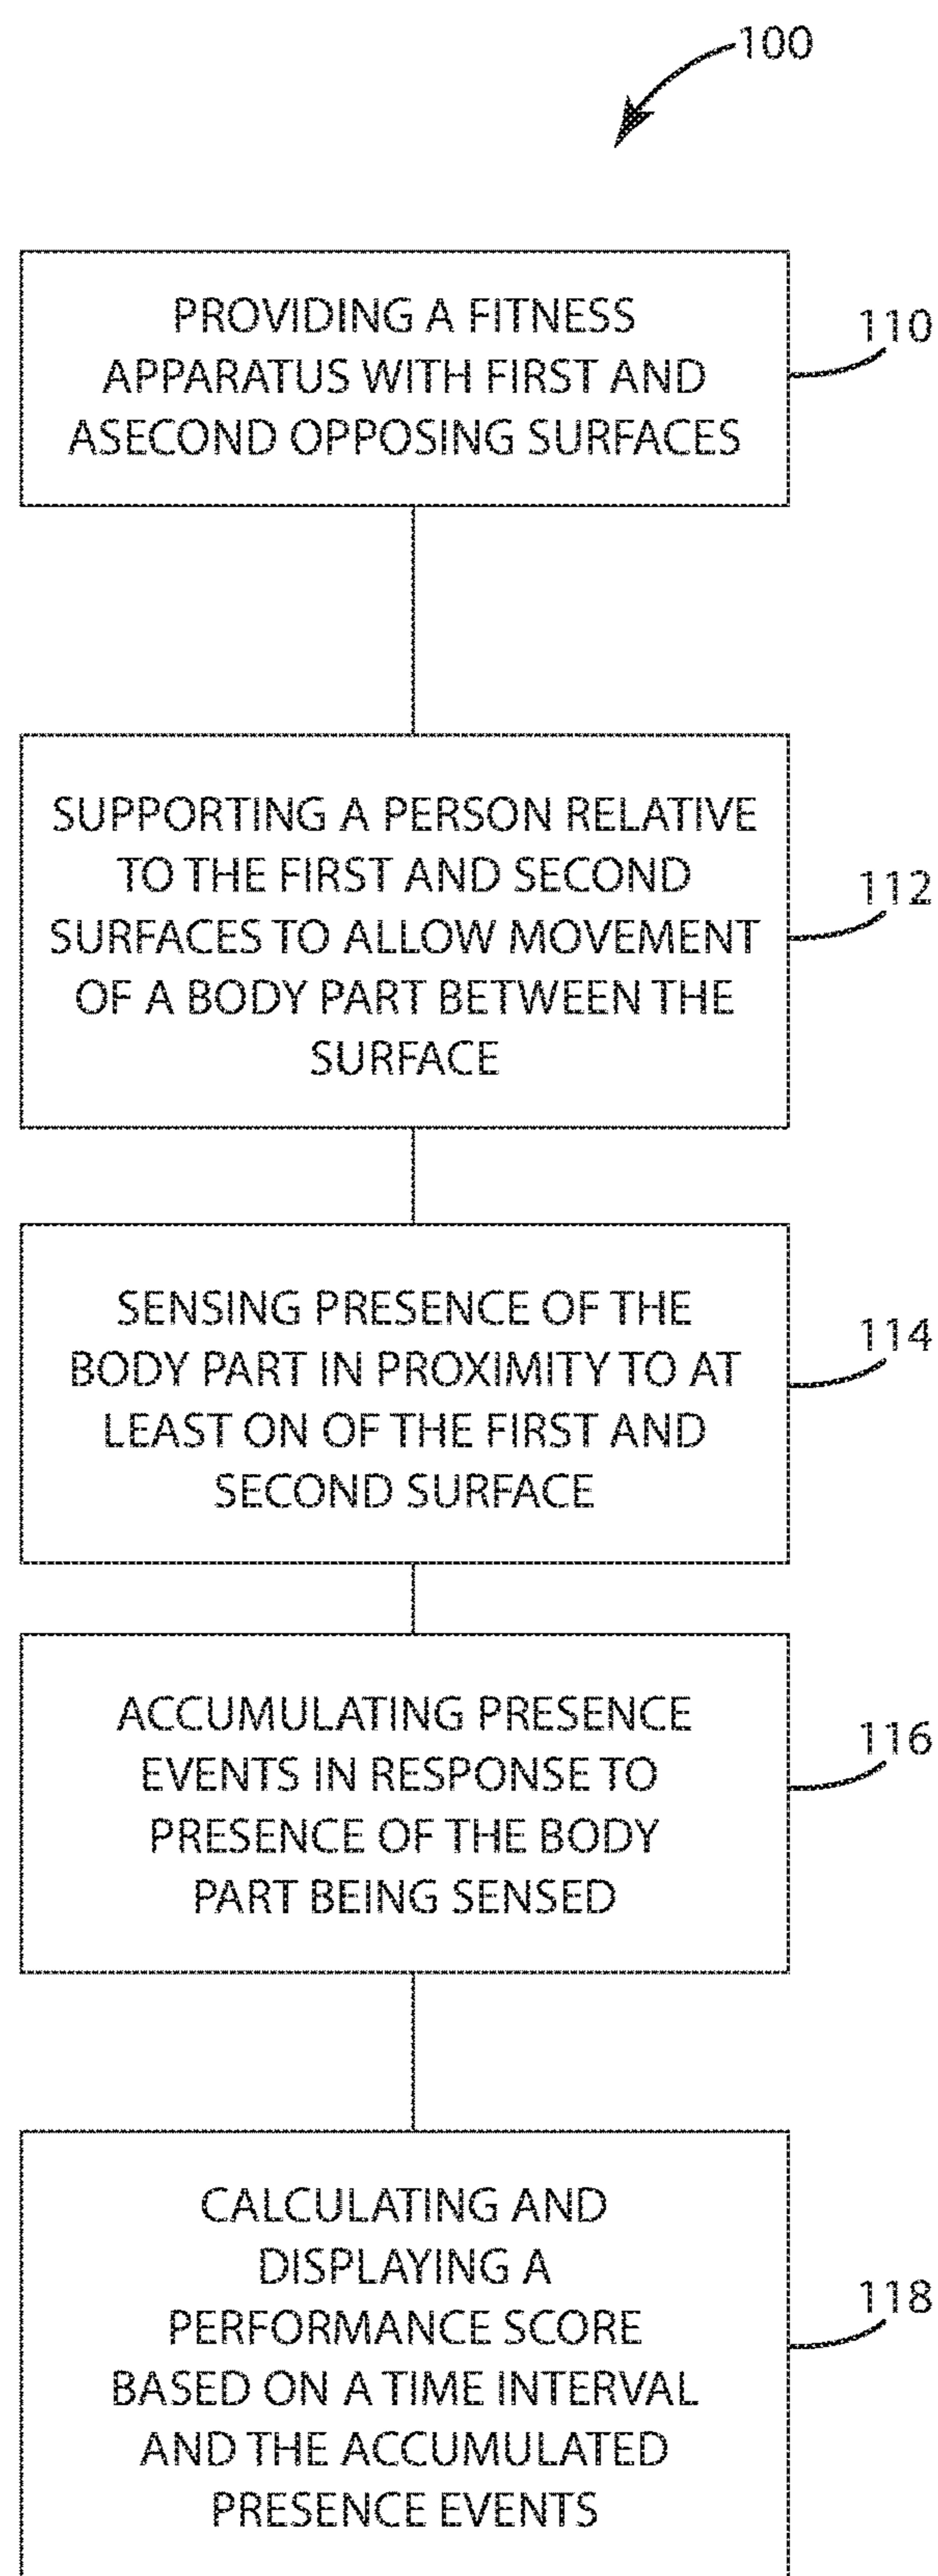 100
PROVIDING A FITNESS
APPARATUS WITH FIRST AND
ASECOND OPPOSING SURFACES
110
SUPPORTING A PERSON RELATIVE
TO THE FIRST AND SECOND
SURFACES TO ALLOW MOVEMENT
OF A BODY PART BETWEEN THE
SURFACE
112
SENSING PRESENCE OF THE
BODY PART IN PROXIMITY TO AT
LEAST ON OF THE FIRST AND
SECOND SURFACE
114
ACCUMULATING PRESENCE
EVENTS IN RESPONSE TO
PRESENCE OF THE BODY
PART BEING SENSED
116
CALCULATING AND
DISPLAYING A
PERFORMANCE SCORE
BASED ON A TIME INTERVAL
AND THE ACCUMULATED
PRESENCE EVENTS
118